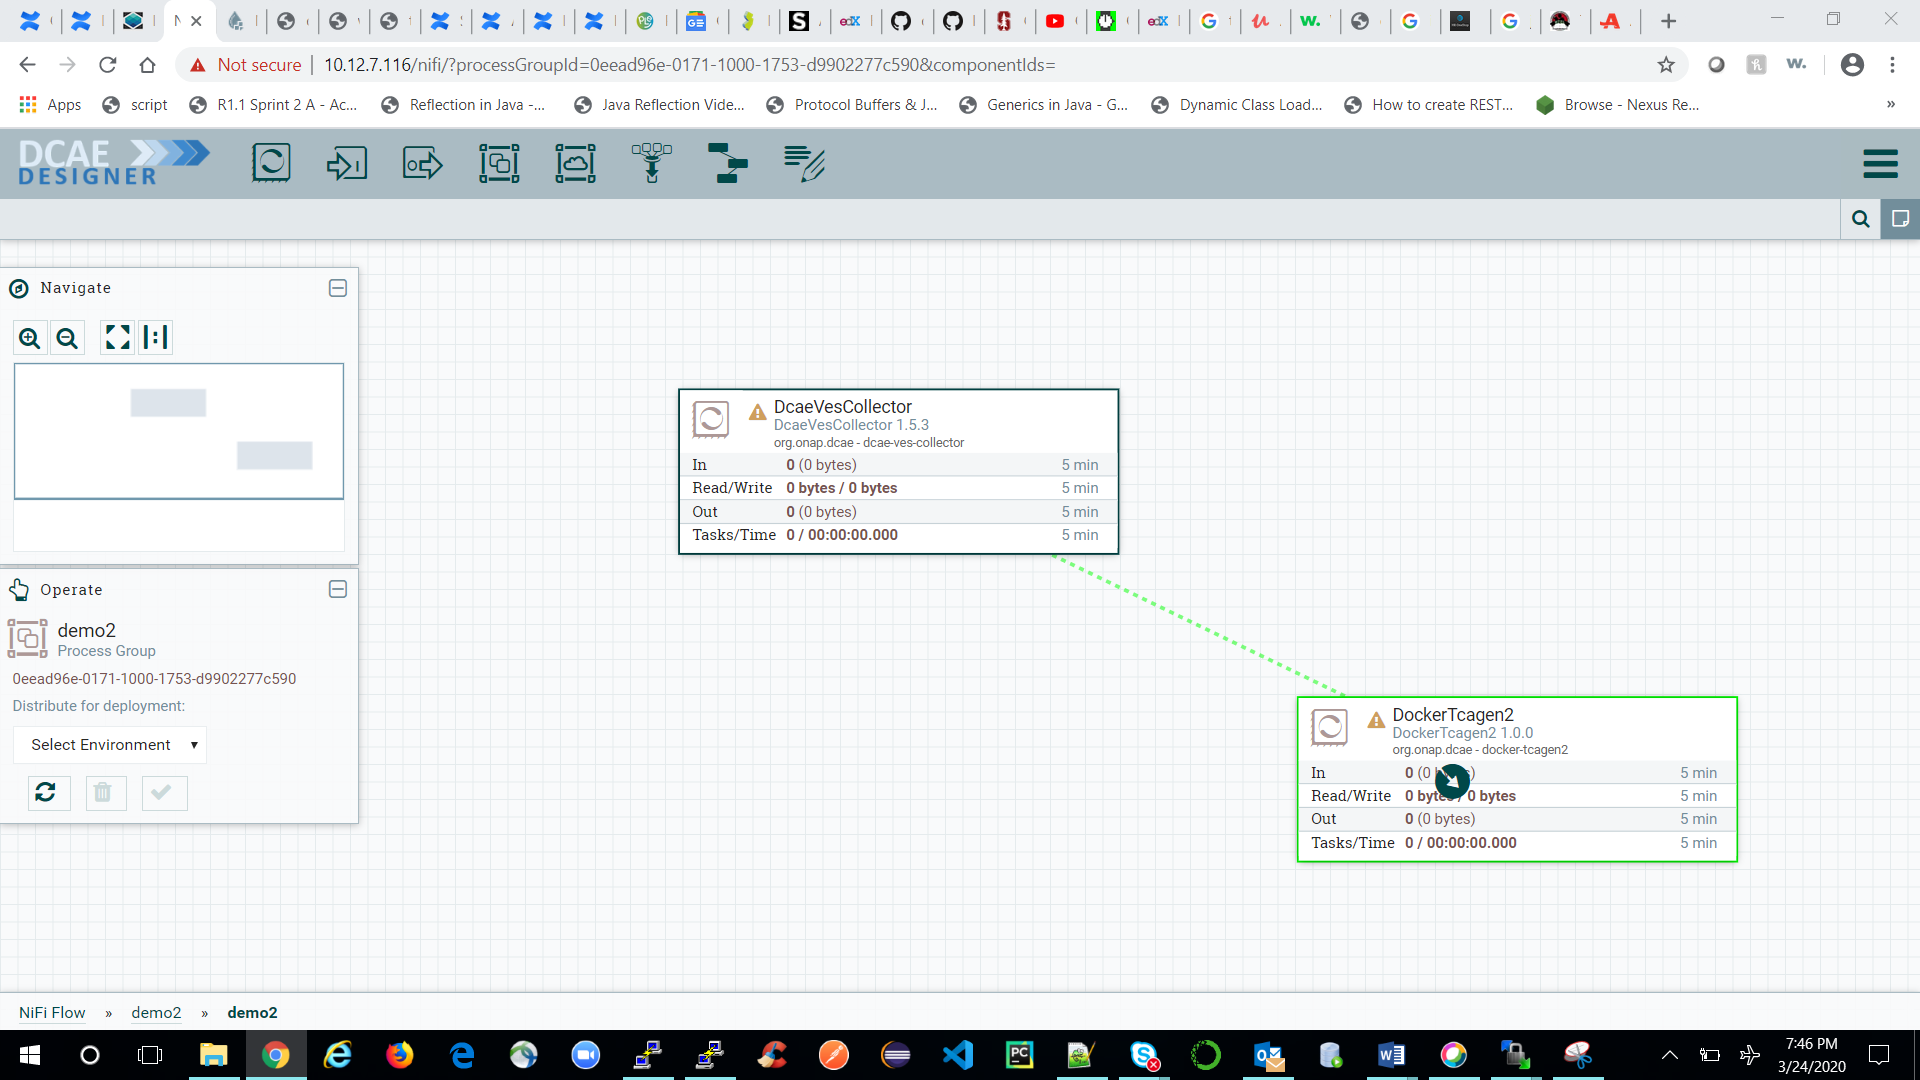 Not secure
10.12.7.116/nifi/?processGroupId=0eead96e-0171-1000-1753-d9902277c590&componentIds=
Apps
script
R1.1 Sprint 2 A - Ac...
Reflection in Java -...
Java Reflection Vide...
Protocol Buffers & J...
Generics in Java - G...
Dynamic Class Load...
How to create REST...
Browse - Nexus Re...
»
DCAE
DESIGNER
Navigate
DcaeVesCollector
DcaeVesCollector 1.5.3
org.onap.dcae - dcae-ves-collector
In 0 (0 bytes) 5 min
Read/Write 0 bytes / 0 bytes 5 min
Out 0 (0 bytes) 5 min
Tasks/Time 0 / 00:00:00.000 5 min
Operate
demo2
Process Group
0eead96e-0171-1000-1753-d9902277c590
Distribute for deployment:
Select Environment
DockerTcagen2
DockerTcagen2 1.0.0
org.onap.dcae - docker-tcagen2
In 0 5 min
Read/Write 0 bytes / 0 bytes 5 min
Out 0 (0 bytes) 5 min
Tasks/Time 0 / 00:00:00.000 5 min
NiFi Flow » demo2 » demo2
7:46 PM
3/24/2020